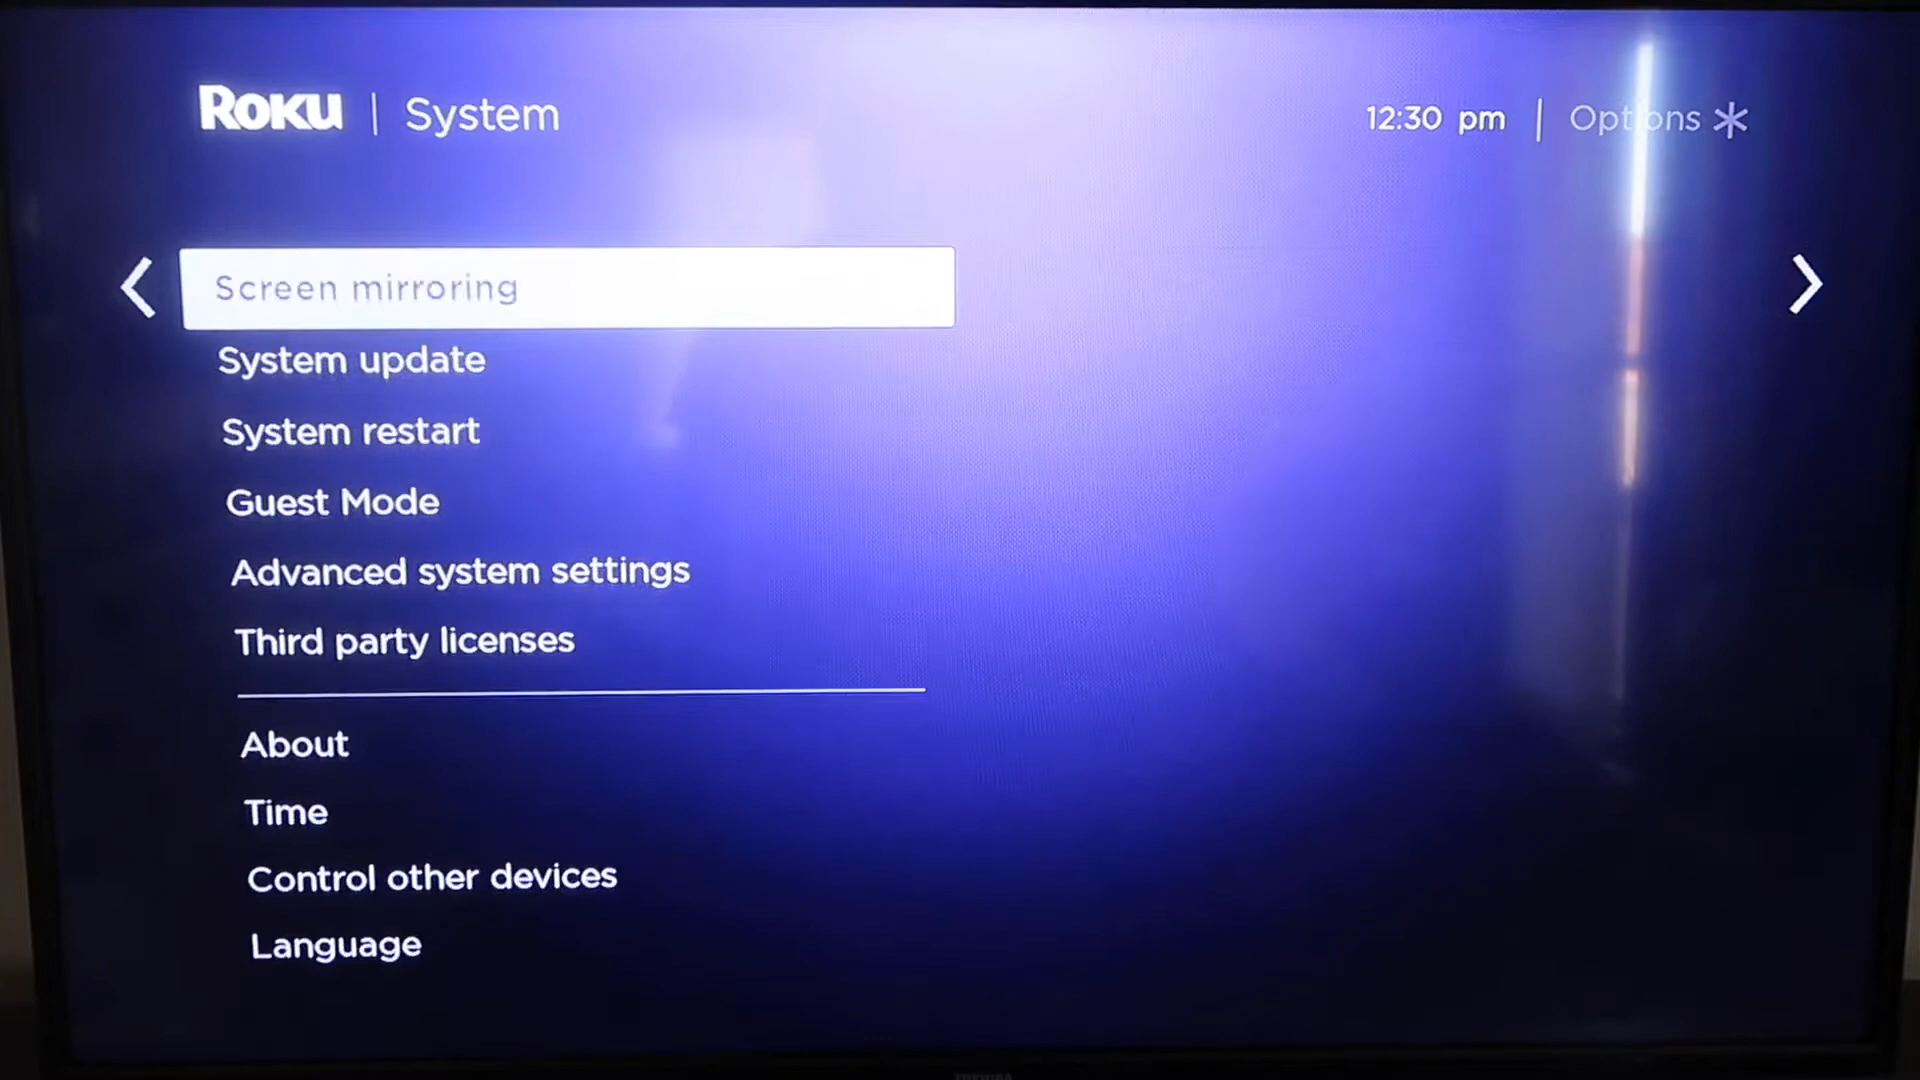 Roku | System
12:30 pm | Options *
Screen mirroring
System update
System restart
Guest Mode
Advanced system settings
Third party licenses
About
Time
Control other devices
Language